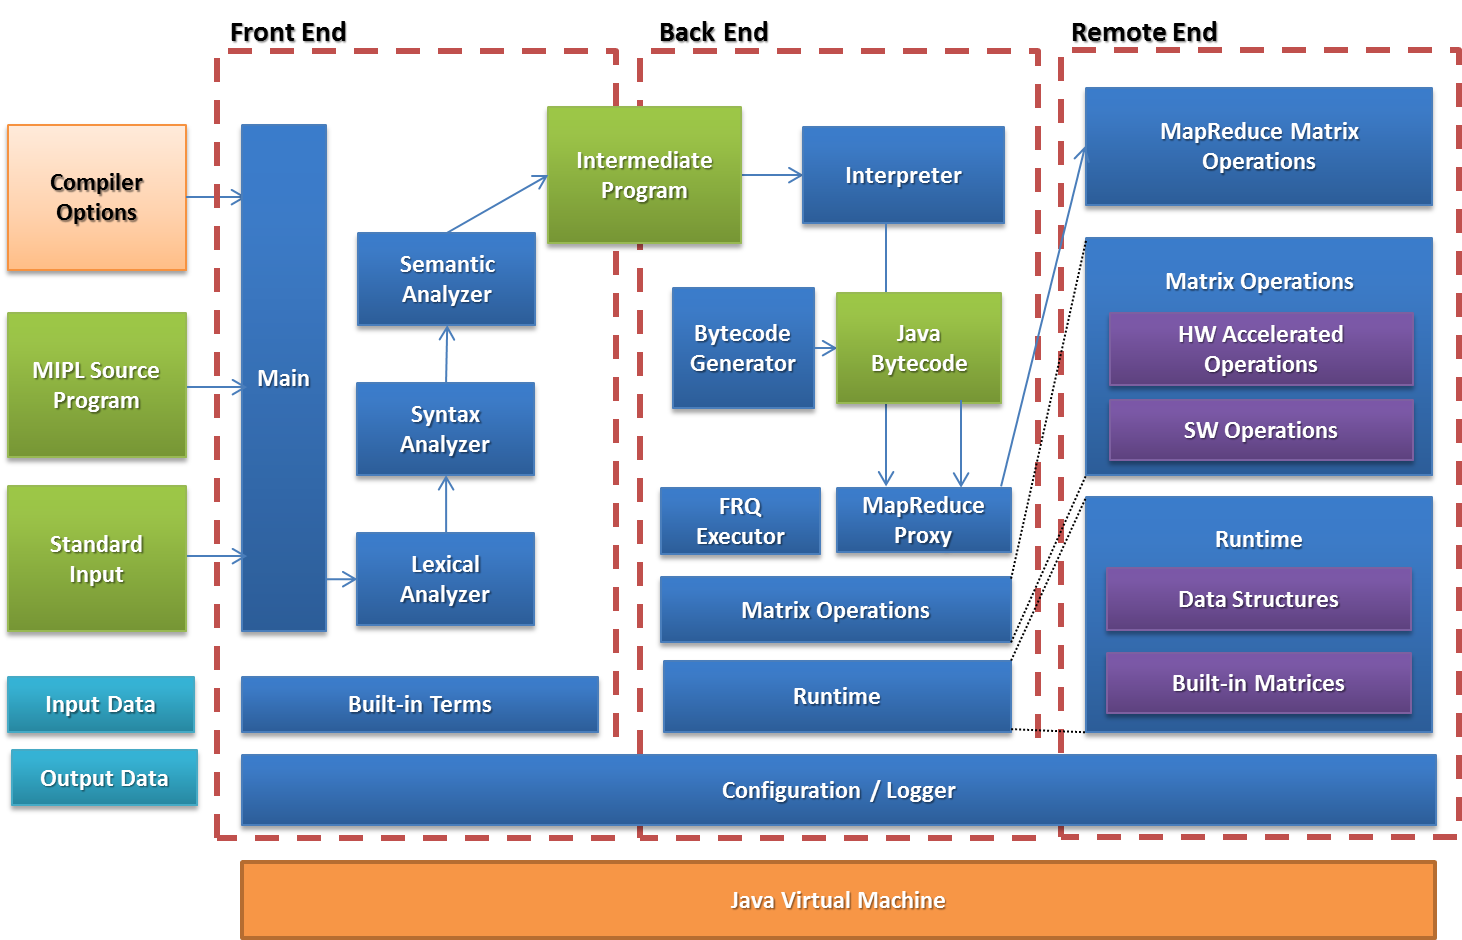 Front End
Back End
Remote End
Compiler
Options
MIPL Source
Program
Standard
Input
Input Data
Output Data
Main
Semantic
Analyzer
Syntax
Analyzer
Lexical
Analyzer
Built-in Terms
Intermediate
Program
Interpreter
Bytecode
Generator
Java
Bytecode
FRQ
Executor
MapReduce
Proxy
Matrix Operations
Runtime
MapReduce Matrix
Operations
Matrix Operations
HW Accelerated
Operations
SW Operations
Runtime
Data Structures
Built-in Matrices
Configuration / Logger
Java Virtual Machine